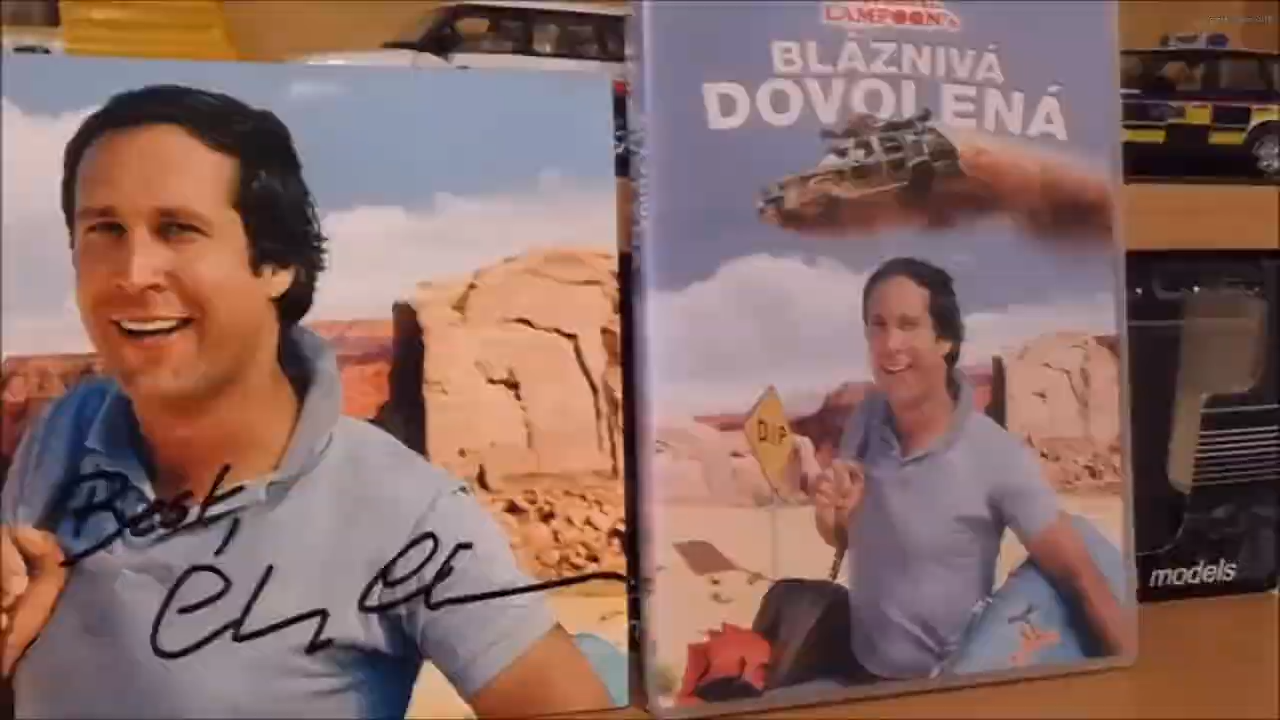 LAMPOON's
BLÁZNIVÁ
DOVOLENÁ
DIP
Best,
models